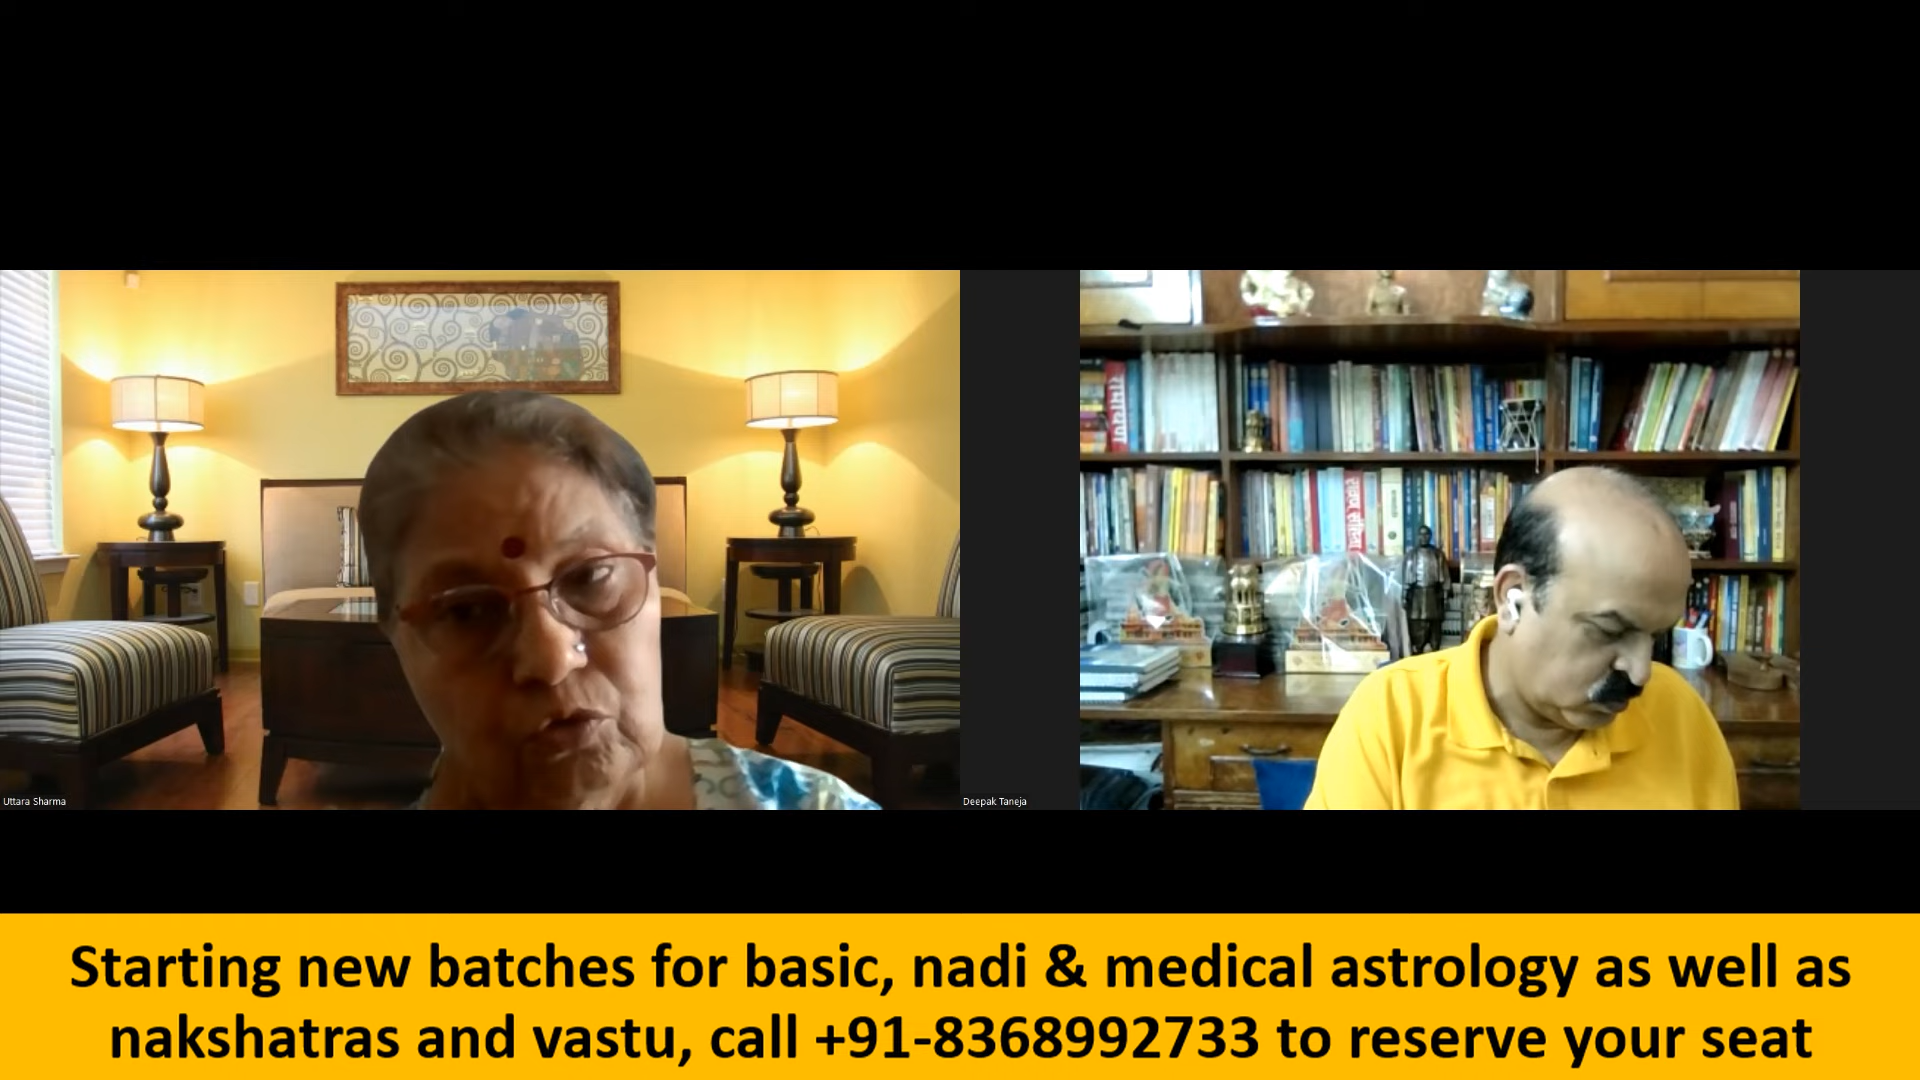 Uttara Sharma
Deepak Taneja
Starting new batches for basic, nadi & medical astrology as well as
nakshatras and vastu, call +91-8368992733 to reserve your seat